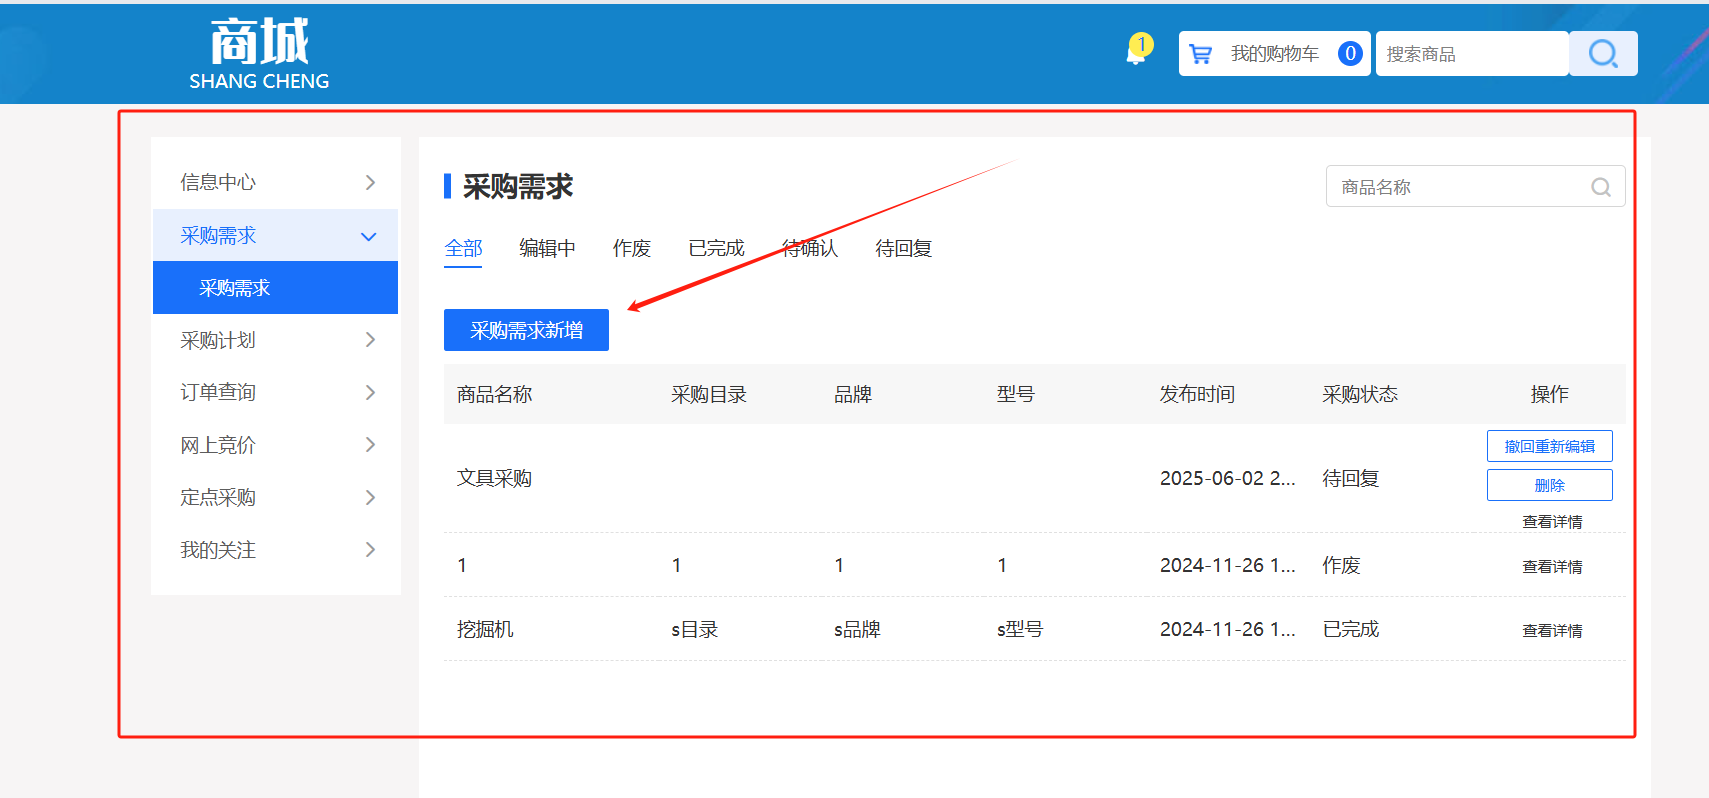 商城
SHANG CHENG
1
我的购物车 0
搜索商品
信息中心
采购需求
采购需求
采购计划
订单查询
网上竞价
定点采购
我的关注
采购需求
商品名称
全部 编辑中 作废 已完成 待确认 待回复
采购需求新增
商品名称 采购目录 品牌 型号 发布时间 采购状态 操作
文具采购 2025-06-02 2... 待回复 撤回重新编辑
删除
查看详情
1 1 1 1 2024-11-26 1... 作废 查看详情
挖掘机 s目录 s品牌 s型号 2024-11-26 1... 已完成 查看详情